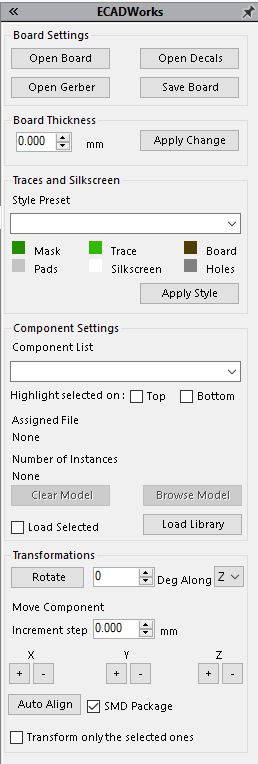 « ECADWorks
Board Settings
Open Board Open Decals
Open Gerber Save Board
Board Thickness
0.000 mm Apply Change
Traces and Silkscreen
Style Preset
Mask Trace Board
Pads Silkscreen Holes
Apply Style
Component Settings
Component List
Highlight selected on : Top Bottom
Assigned File
None
Number of Instances
None
Clear Model Browse Model
Load Selected Load Library
Transformations
Rotate 0 Deg Along Z
Move Component
Increment step 0.000 mm
X Y Z
+ - + - + -
Auto Align SMD Package
Transform only the selected ones